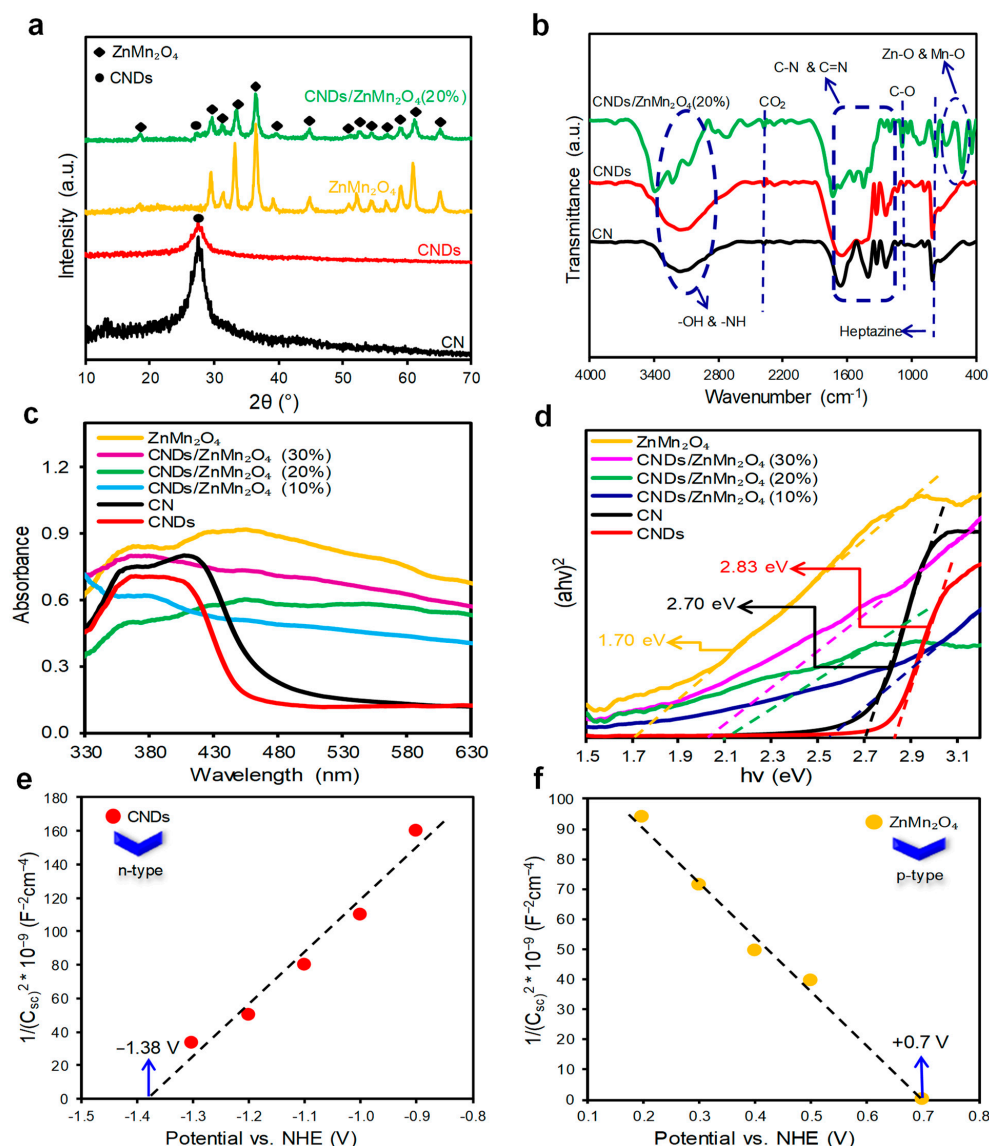 a
ZnMn₂O₄
CNDs
CNDs/ZnMn₂O₄(20%)
ZnMn₂O₄
CNDs
CN
Intensity (a.u.)
10 20 30 40 50 60 70
2θ (°)
b
Zn-O & Mn-O
C-N & C=N
C-O
CNDs/ZnMn₂O₄(20%)
CO₂
CNDs
CN
-OH & -NH
Heptazine
Transmittance (a.u.)
4000 3400 2800 2200 1600 1000 400
Wavenumber (cm⁻¹)
c
ZnMn₂O₄
CNDs/ZnMn₂O₄ (30%)
CNDs/ZnMn₂O₄ (20%)
CNDs/ZnMn₂O₄ (10%)
CN
CNDs
Absorbance
1.2
0.9
0.6
0.3
0.0
330 380 430 480 530 580 630
Wavelength (nm)
d
ZnMn₂O₄
CNDs/ZnMn₂O₄ (30%)
CNDs/ZnMn₂O₄ (20%)
CNDs/ZnMn₂O₄ (10%)
CN
CNDs
2.83 eV
2.70 eV
1.70 eV
(ahν)²
1.5 1.7 1.9 2.1 2.3 2.5 2.7 2.9 3.1
hν (eV)
e
CNDs
n-type
−1.38 V
1/(C_sc)² * 10⁻⁹ (F⁻²cm⁻⁴)
180
160
140
120
100
80
60
40
20
0
-1.5 -1.4 -1.3 -1.2 -1.1 -1.0 -0.9 -0.8
Potential vs. NHE (V)
f
ZnMn₂O₄
p-type
+0.7 V
1/(C_sc)² * 10⁻⁹ (F⁻²cm⁻⁴)
100
90
80
70
60
50
40
30
20
10
0
0.1 0.2 0.3 0.4 0.5 0.6 0.7 0.8
Potential vs. NHE (V)